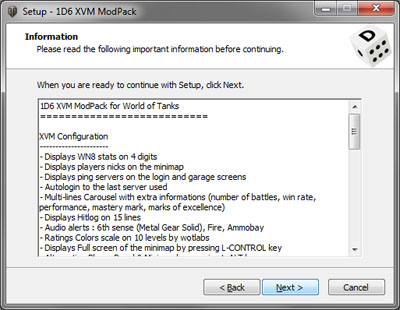 Setup - 1D6 XVM ModPack
Information
Please read the following important information before continuing.
D
When you are ready to continue with Setup, click Next.
1D6 XVM ModPack for World of Tanks
===========================
XVM Configuration
----------------------
- Displays WN8 stats on 4 digits
- Displays players nicks on the minimap
- Displays ping servers on the login and garage screens
- Autologin to the last server used
- Multi-lines Carousel with extra informations (number of battles, win rate,
performance, mastery mark, marks of excellence)
- Displays Hitlog on 15 lines
- Audio alerts : 6th sense (Metal Gear Solid), Fire, Ammobay
- Ratings Colors scale on 10 levels by wotlabs
- Displays Full screen of the minimap by pressing L-CONTROL key
< Back
Next >
Cancel